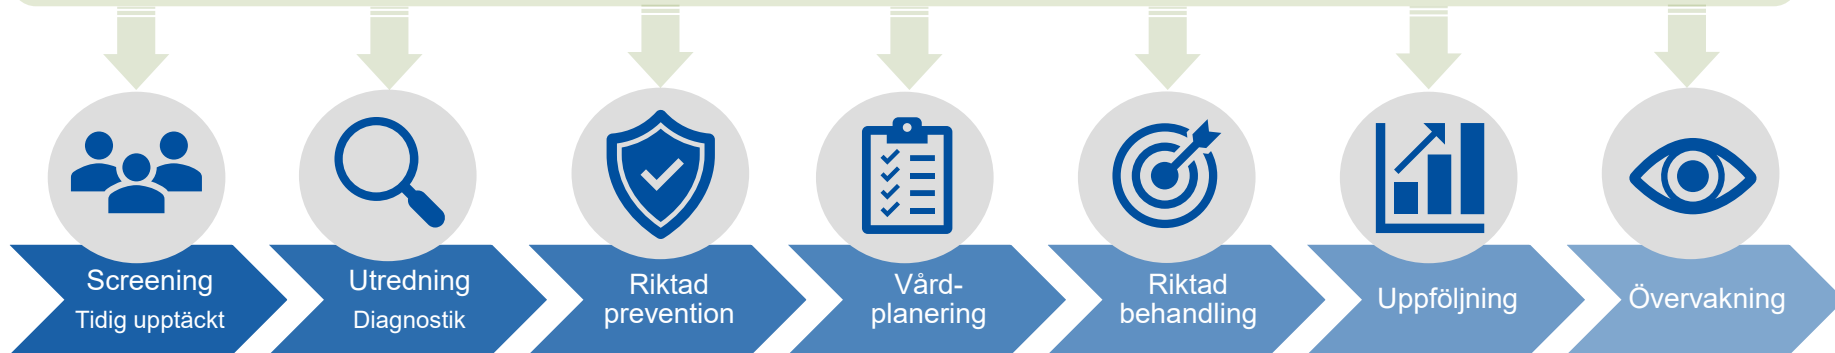 Screening
Tidig upptäckt
Utredning
Diagnostik
Riktad
prevention
Vård-
planering
Riktad
behandling
Uppföljning
Övervakning